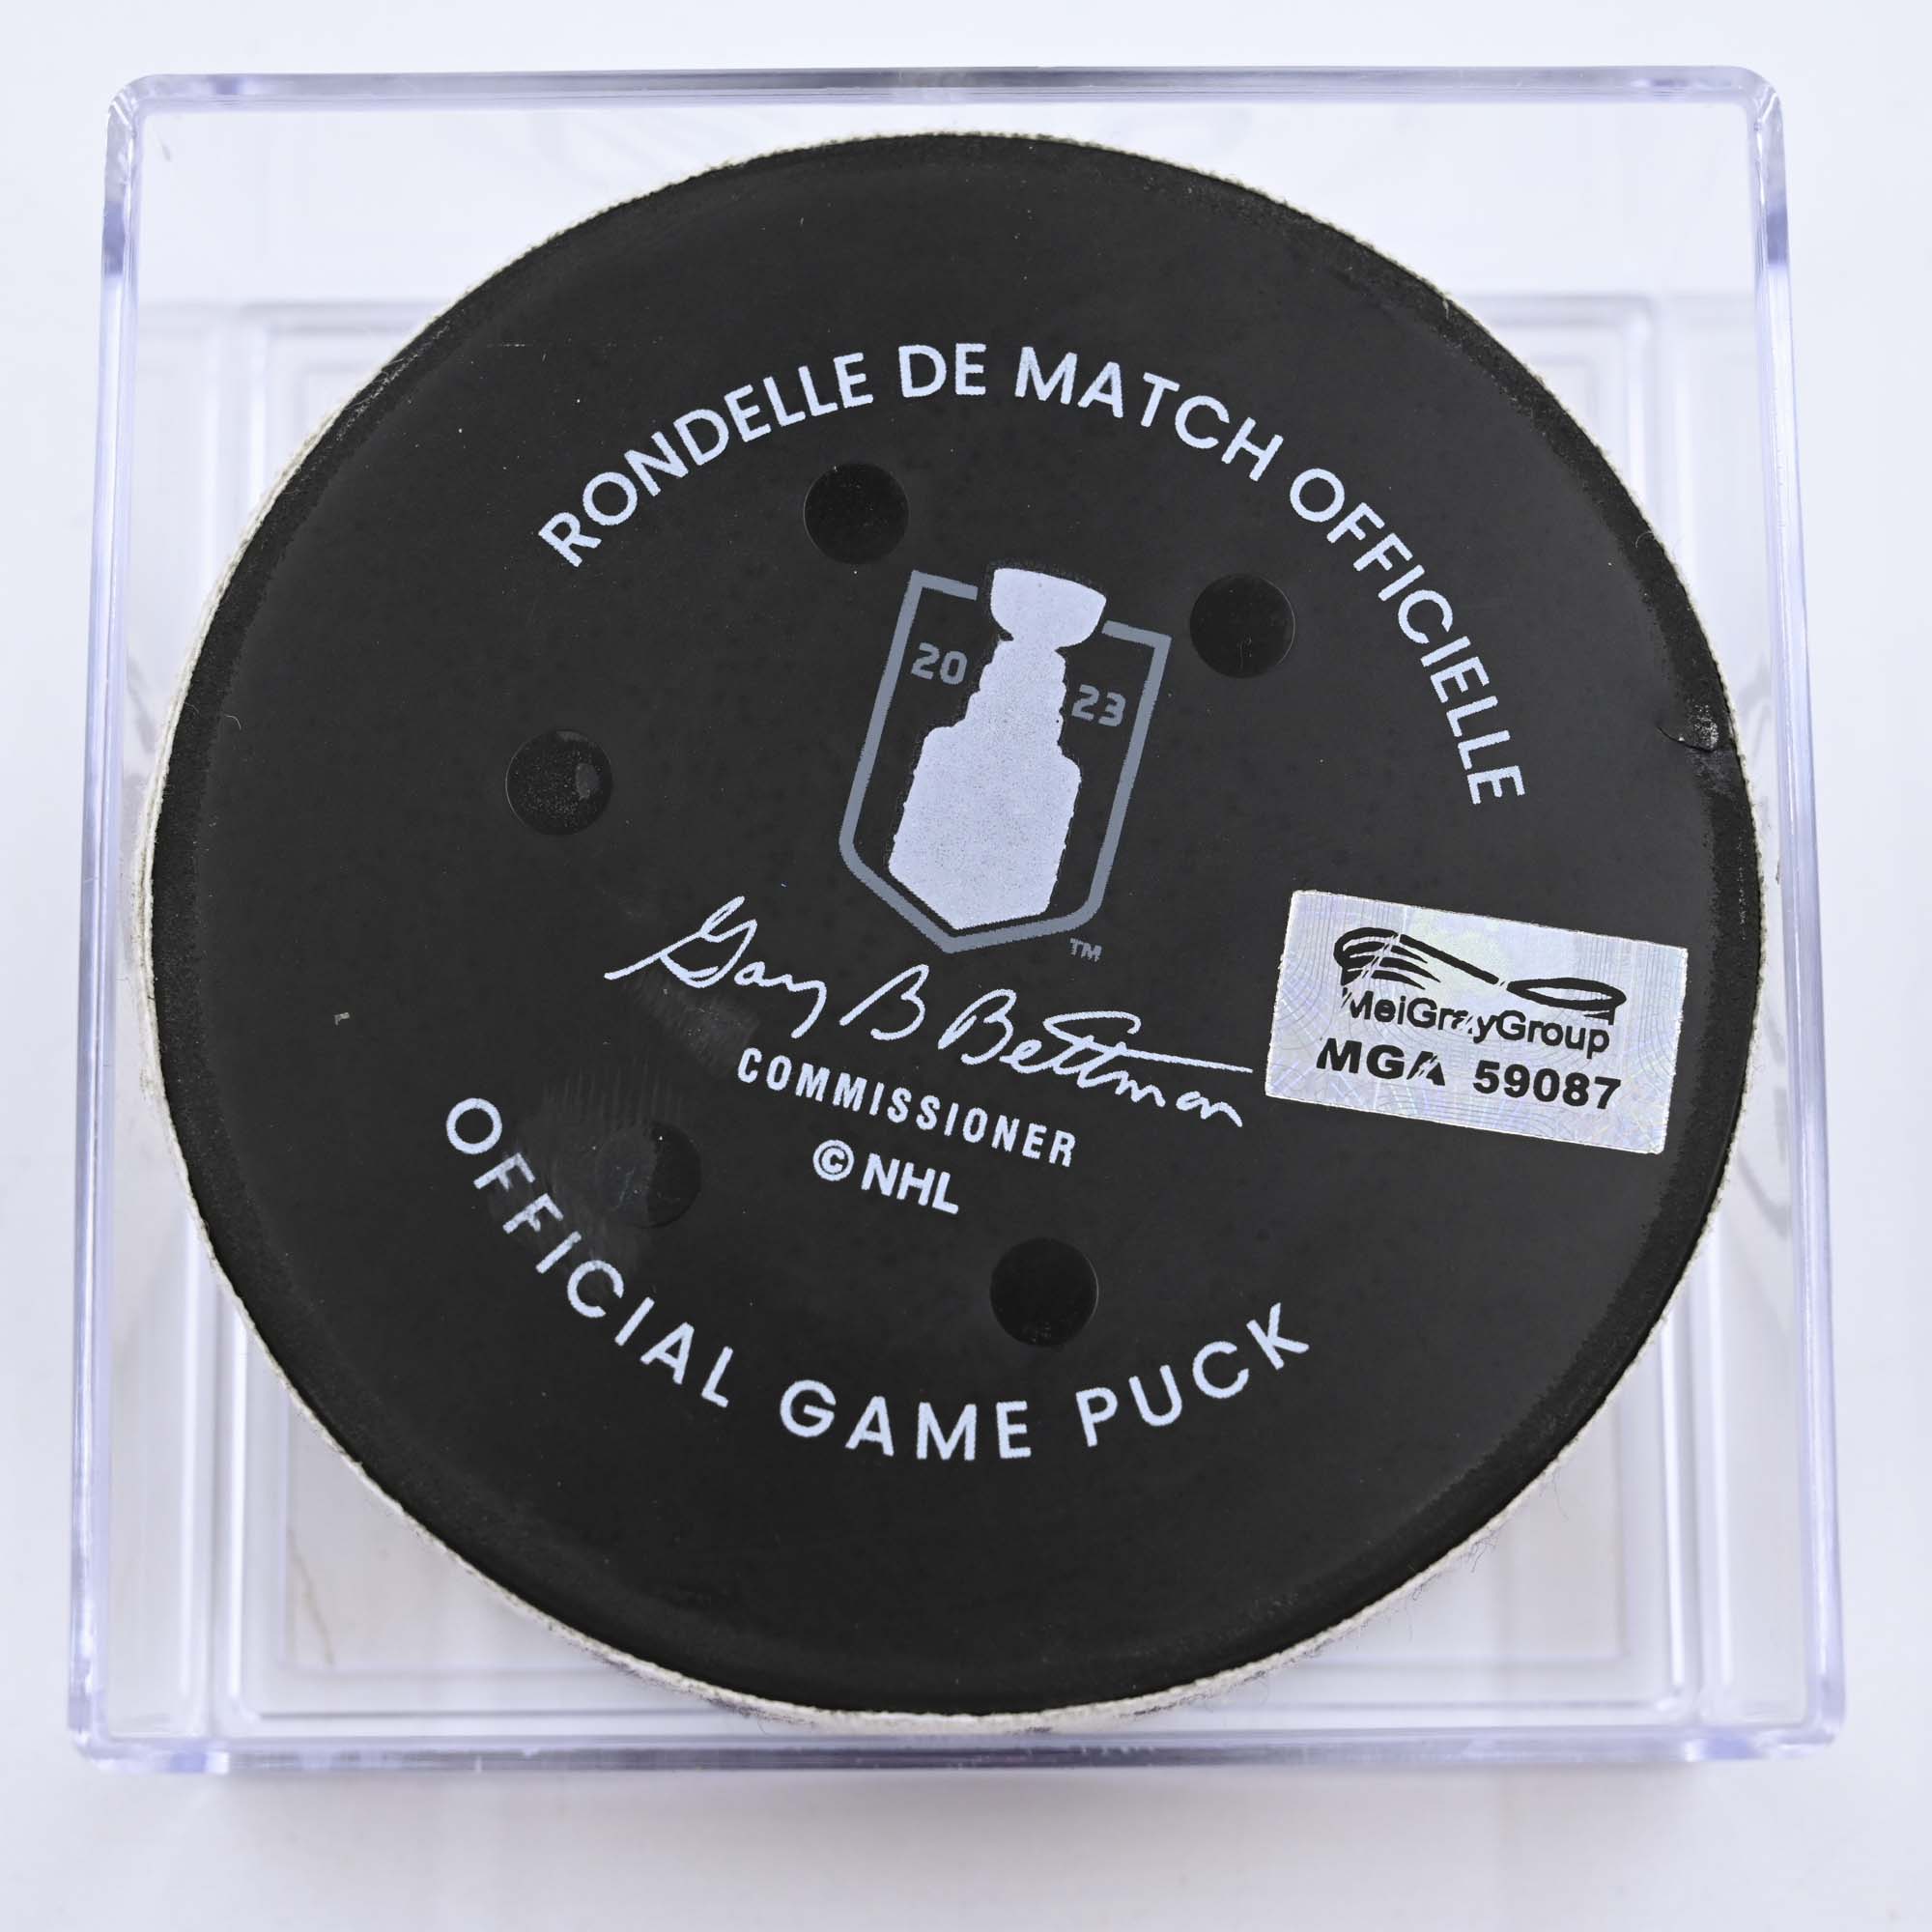 RONDELLE DE MATCH OFFICIELLE
20 23
TM
Gary B Bettman
COMMISSIONER
© NHL
OFFICIAL GAME PUCK
MeiGrayGroup
MGA 59087